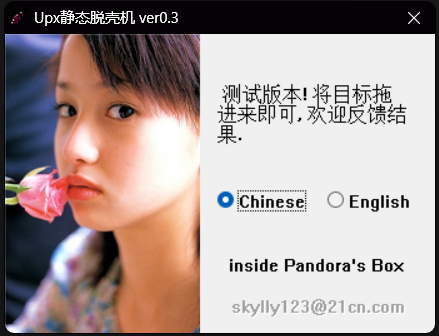 Upx静态脱壳机 ver0.3
测试版本! 将目标拖
进来即可, 欢迎反馈结
果.
Chinese
English
inside Pandora's Box
skylly123@21cn.com